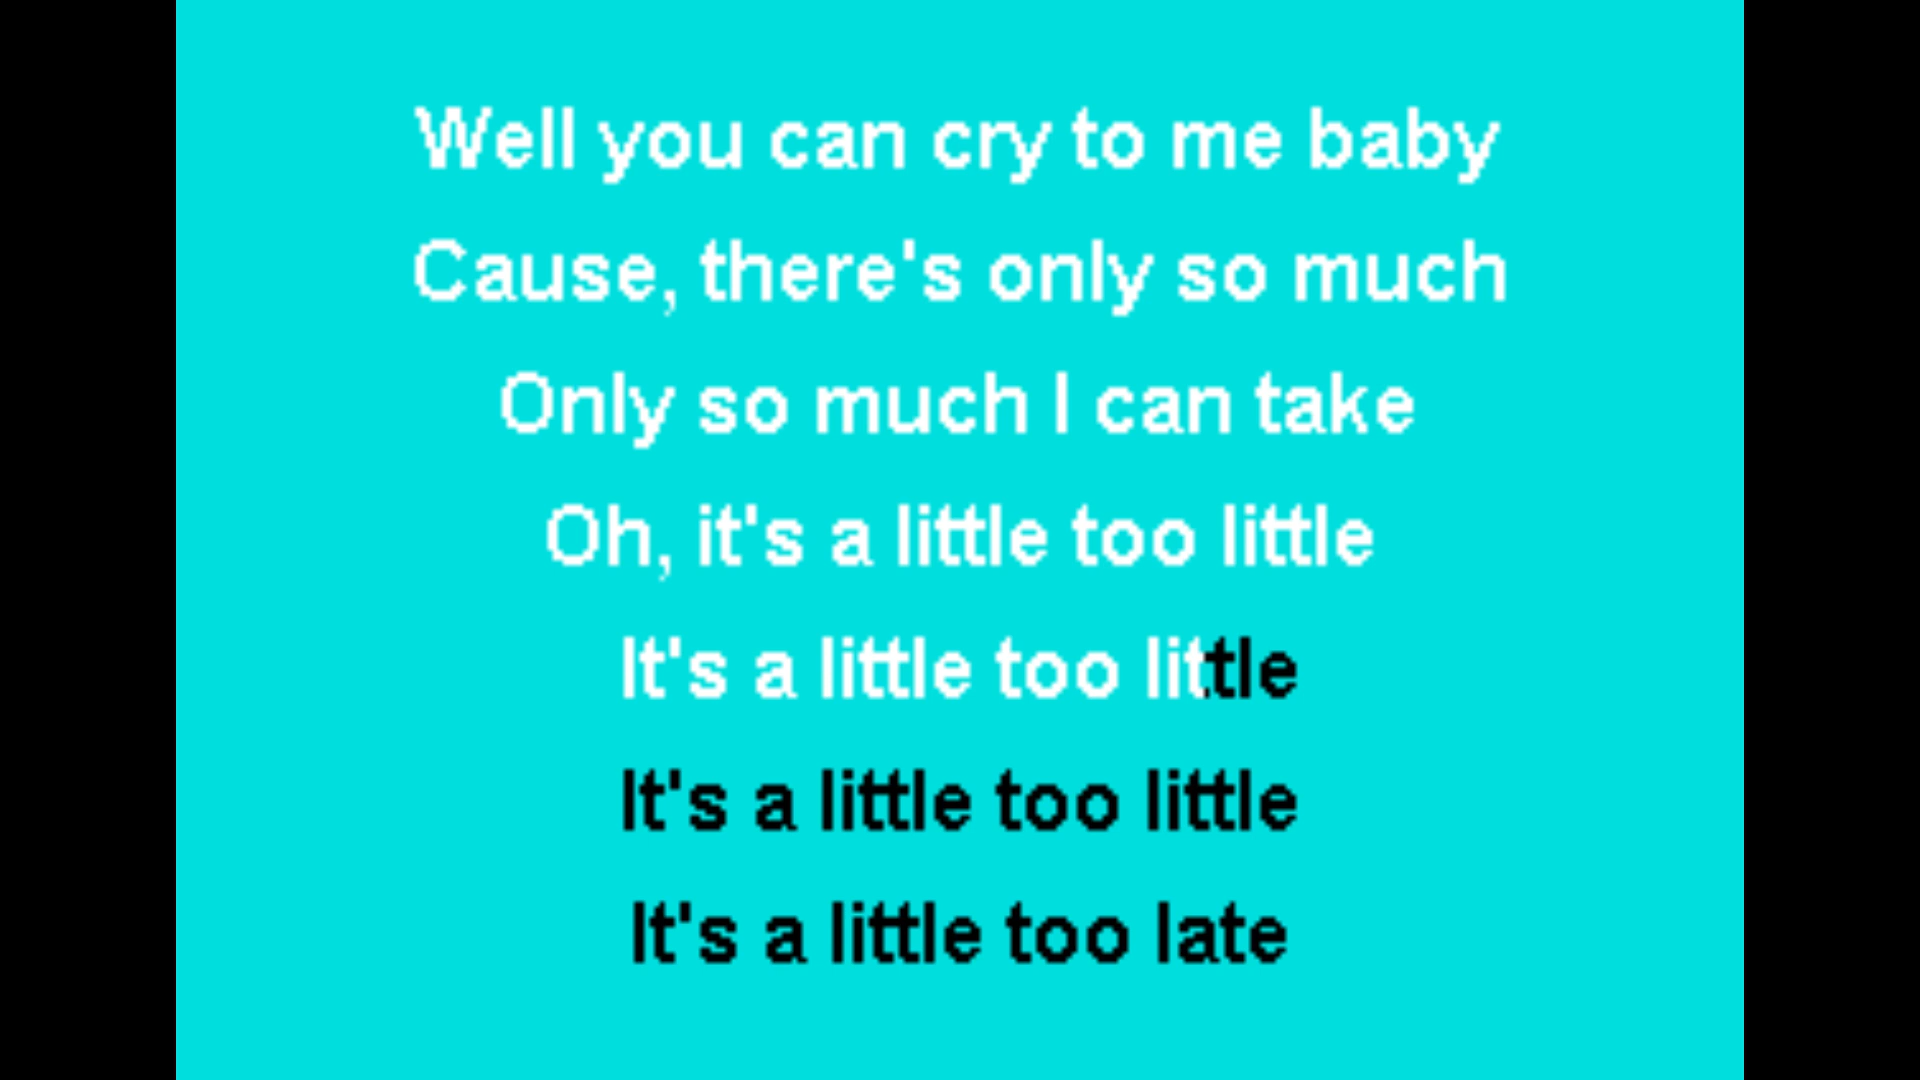 Well you can cry to me baby
Cause, there's only so much
Only so much I can take
Oh, it's a little too little
It's a little too little
It's a little too little
It's a little too late